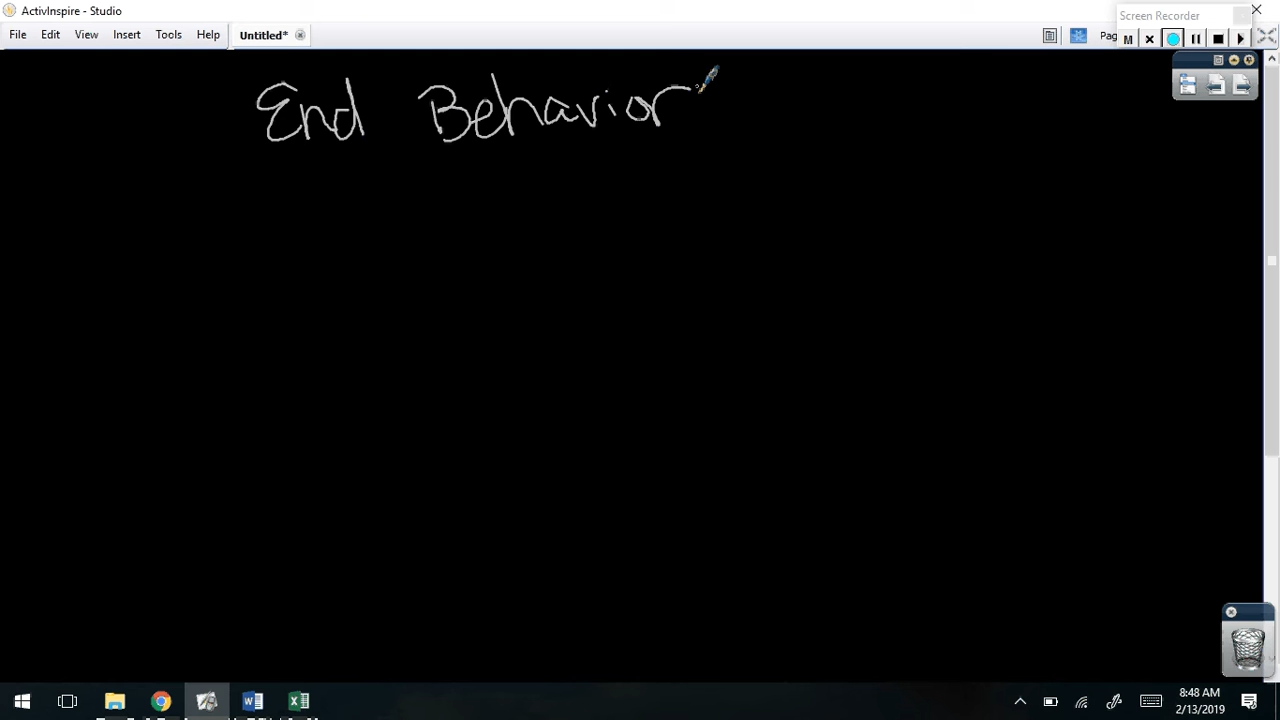 ActivInspire - Studio
Screen Recorder
File Edit View Insert Tools Help Untitled* Pag
M
End Behavior
8:48 AM
2/13/2019